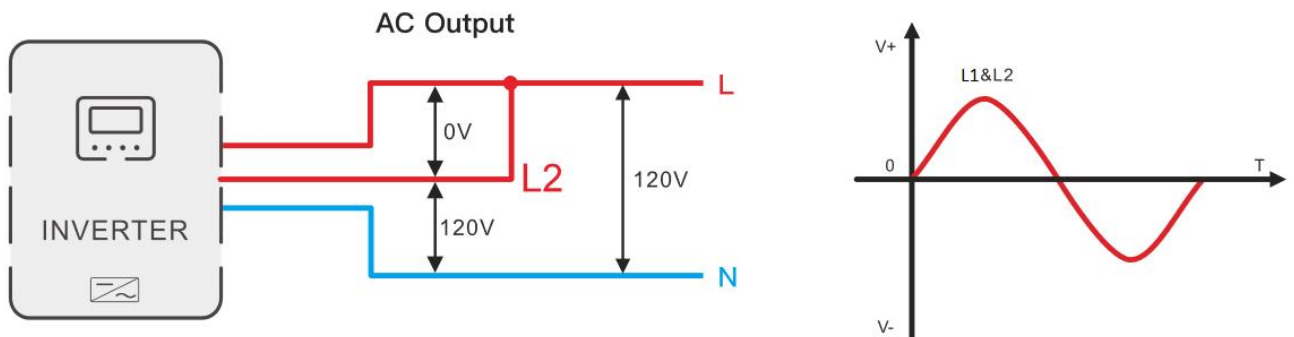 AC Output
INVERTER
L
0V
L2
120V
120V
N
V+
L1&L2
0
T
V-